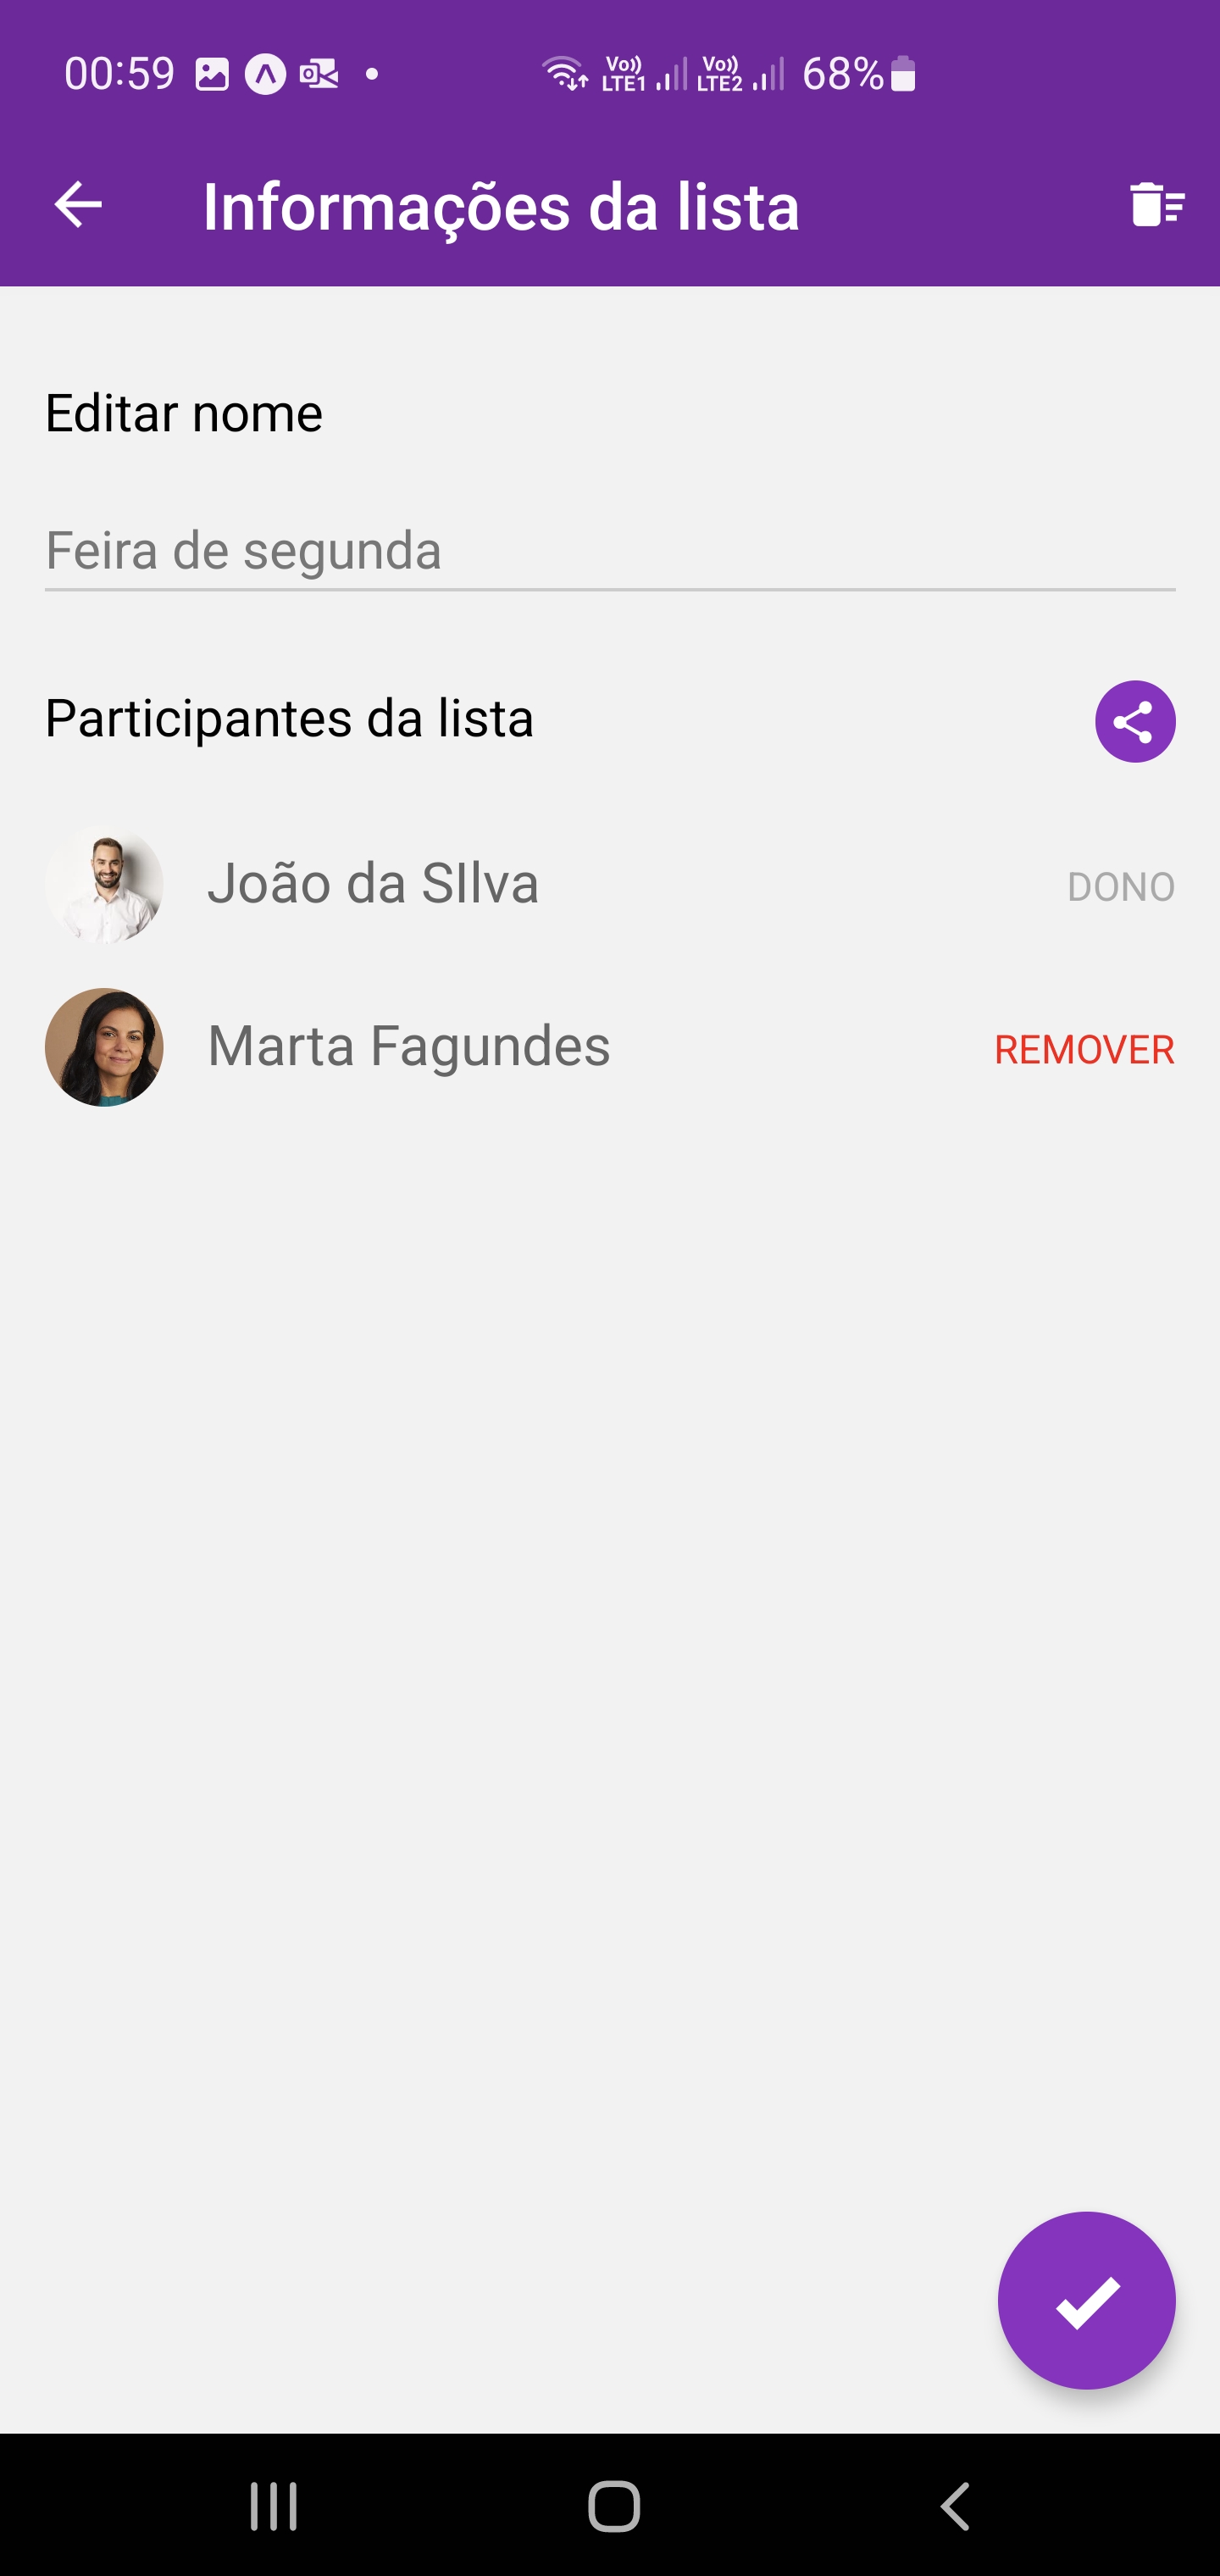 00:59 Vo)) LTE1 Vo)) LTE2 68%
Informações da lista
Editar nome
Feira de segunda
Participantes da lista
João da SIlva DONO
Marta Fagundes REMOVER